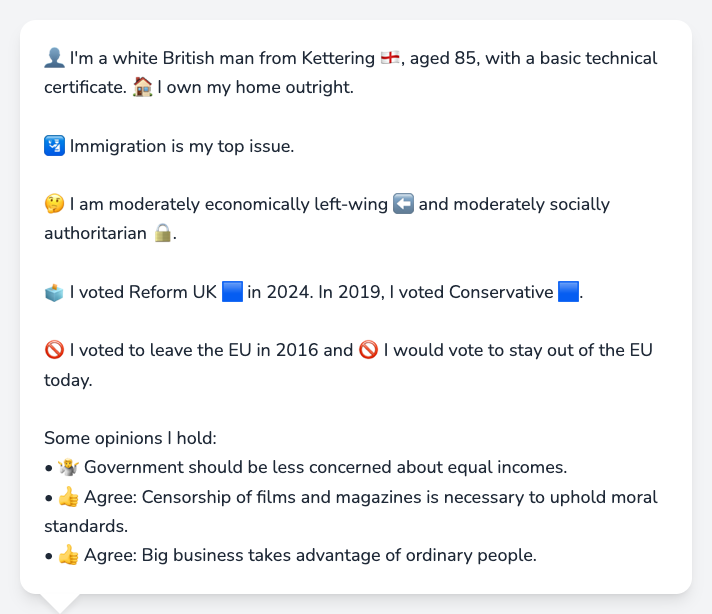 👤 I'm a white British man from Kettering 🏴󠁧󠁢󠁥󠁮󠁧󠁿, aged 85, with a basic technical
certificate. 🏠 I own my home outright.
🛂 Immigration is my top issue.
🤔 I am moderately economically left-wing ⬅️ and moderately socially
authoritarian 🔒.
🗳️ I voted Reform UK 🟦 in 2024. In 2019, I voted Conservative 🟦.
🚫 I voted to leave the EU in 2016 and 🚫 I would vote to stay out of the EU
today.
Some opinions I hold:
• 🤷 Government should be less concerned about equal incomes.
• 👍 Agree: Censorship of films and magazines is necessary to uphold moral
standards.
• 👍 Agree: Big business takes advantage of ordinary people.